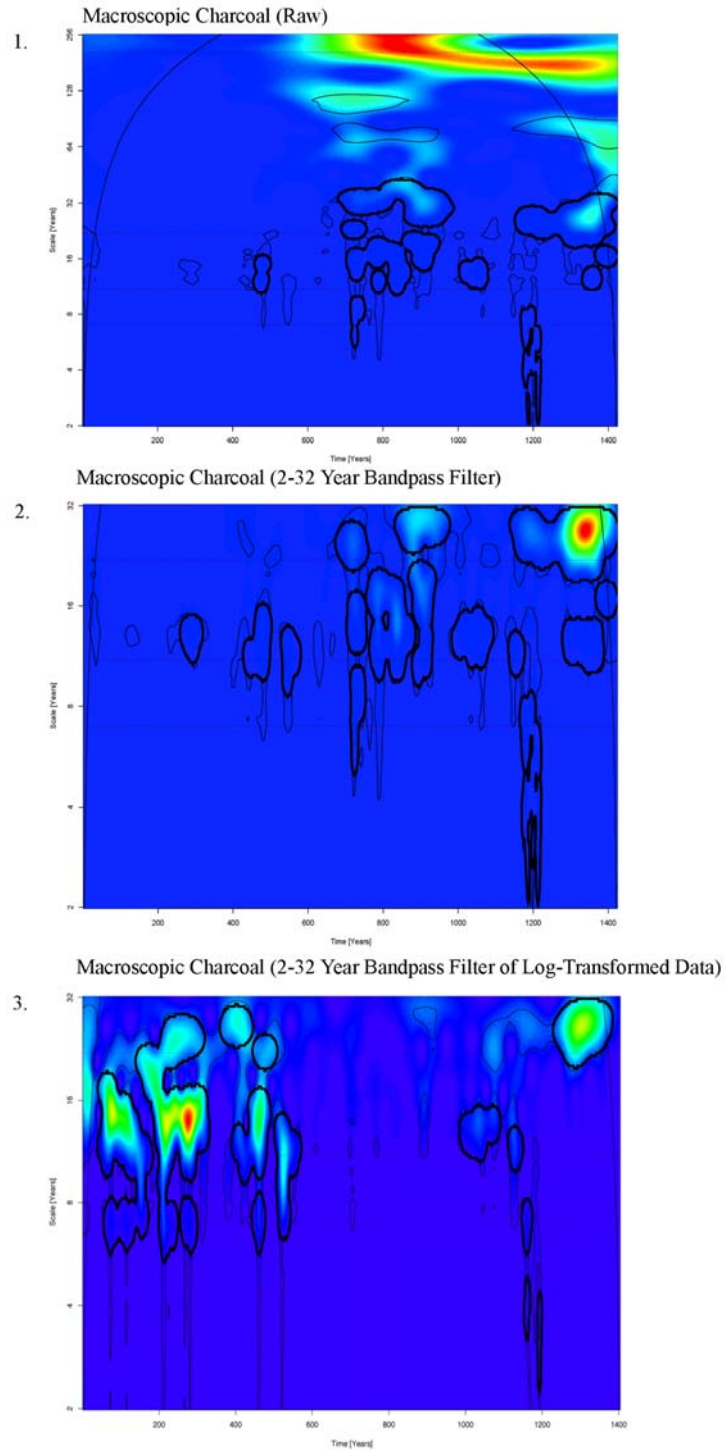 Macroscopic Charcoal (Raw)
1.
256
128
64
32
16
8
4
2
Scale [Years]
200 400 600 800 1000 1200 1400
Time [Years]
Macroscopic Charcoal (2-32 Year Bandpass Filter)
2.
32
16
8
4
2
Scale [Years]
200 400 600 800 1000 1200 1400
Time [Years]
Macroscopic Charcoal (2-32 Year Bandpass Filter of Log-Transformed Data)
3.
32
16
8
4
2
Scale [Years]
200 400 600 800 1000 1200 1400
Time [Years]